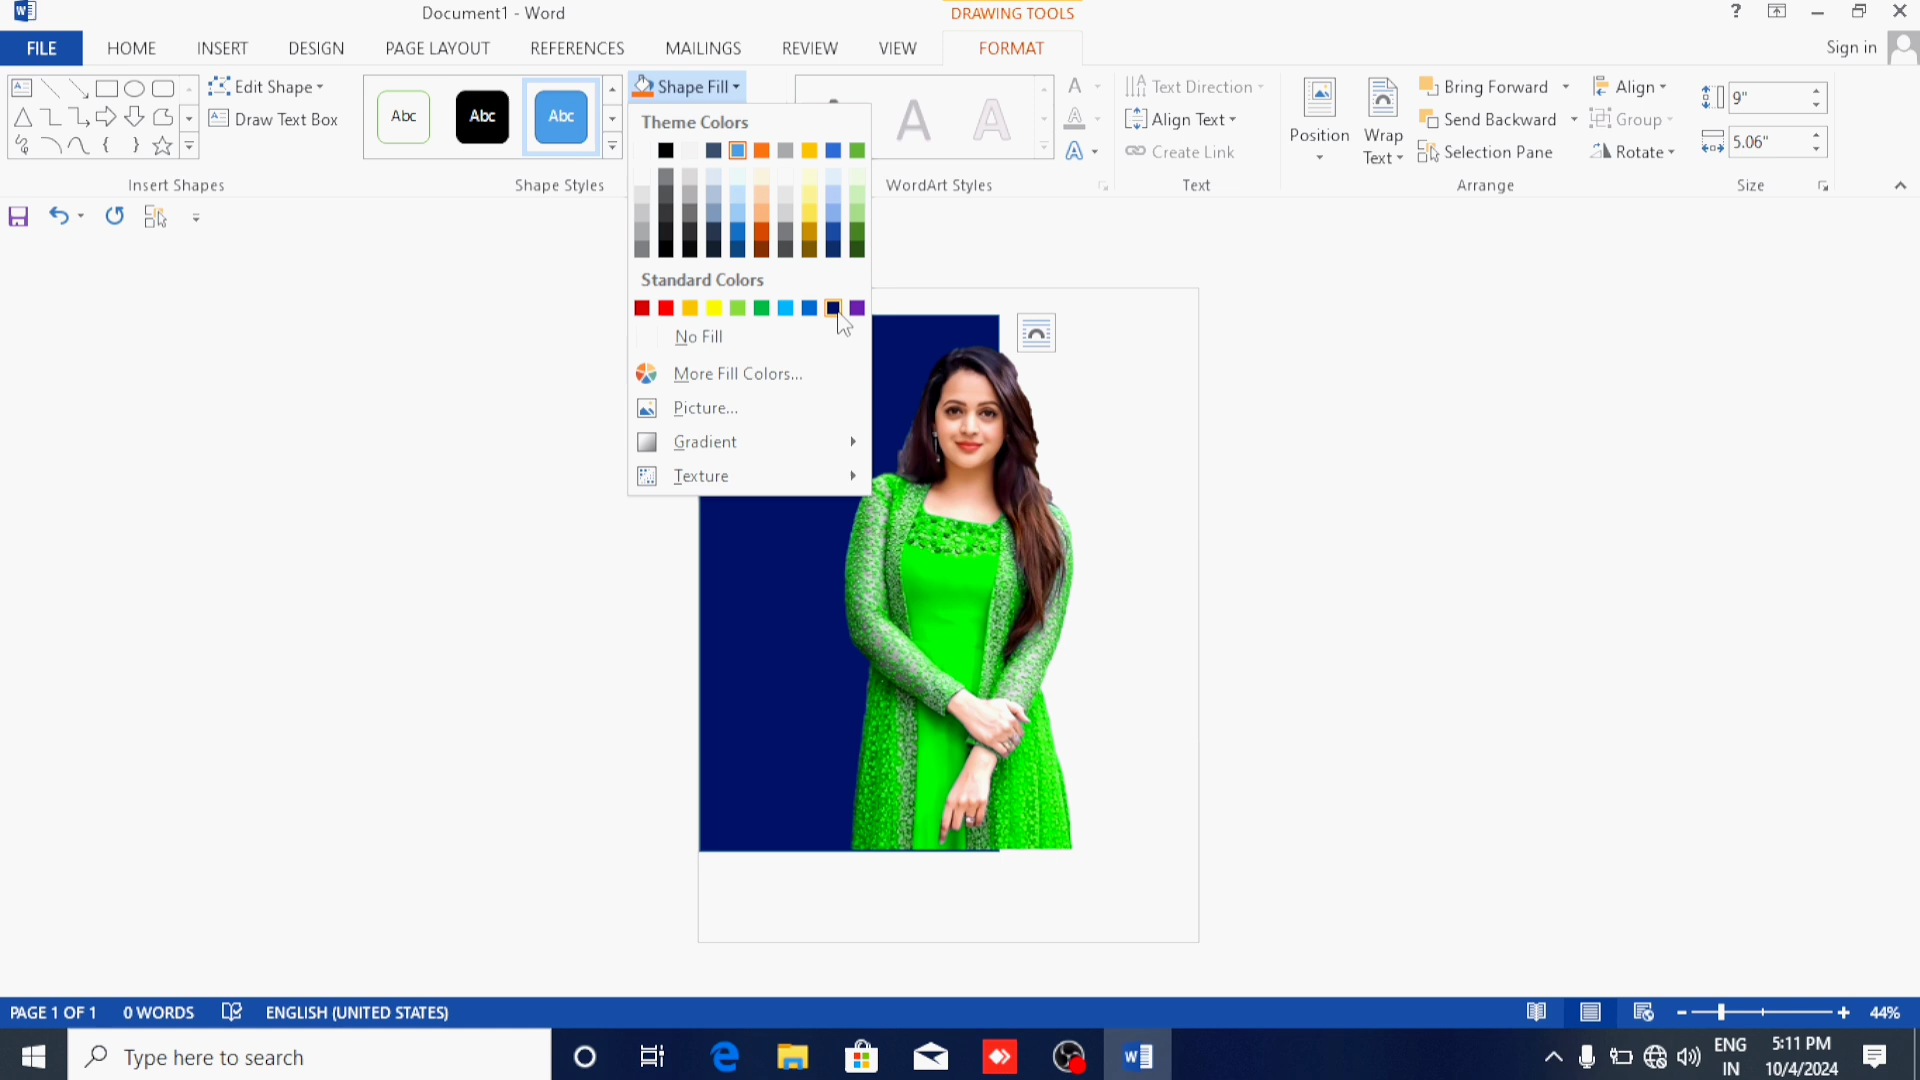 Document1 - Word
DRAWING TOOLS
?
FILE
HOME
INSERT
DESIGN
PAGE LAYOUT
REFERENCES
MAILINGS
REVIEW
VIEW
FORMAT
Sign in
Edit Shape
Draw Text Box
Insert Shapes
Abc
Abc
Abc
Shape Styles
Shape Fill
Theme Colors
Standard Colors
No Fill
More Fill Colors...
Picture...
Gradient
Texture
A
A
A
A
A
WordArt Styles
Text Direction
Align Text
Create Link
Text
Position
Wrap
Text
Bring Forward
Send Backward
Selection Pane
Align
Group
Rotate
Arrange
9"
5.06"
Size
PAGE 1 OF 1
0 WORDS
ENGLISH (UNITED STATES)
44%
Type here to search
ENG
IN
5:11 PM
10/4/2024